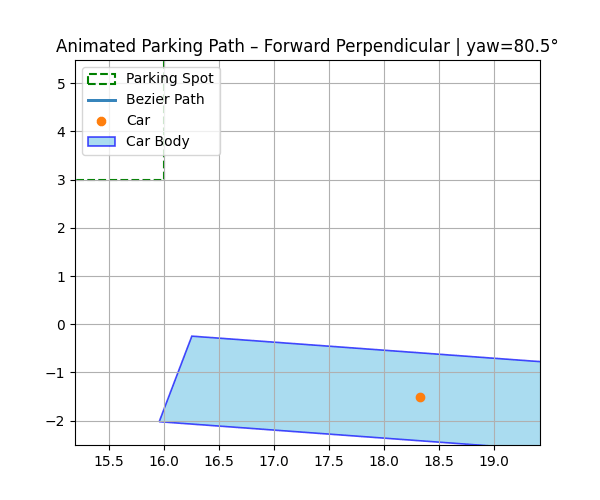 Animated Parking Path – Forward Perpendicular | yaw=80.5°
Parking Spot
Bezier Path
Car
Car Body
5
4
3
2
1
0
−1
−2
15.5 16.0 16.5 17.0 17.5 18.0 18.5 19.0